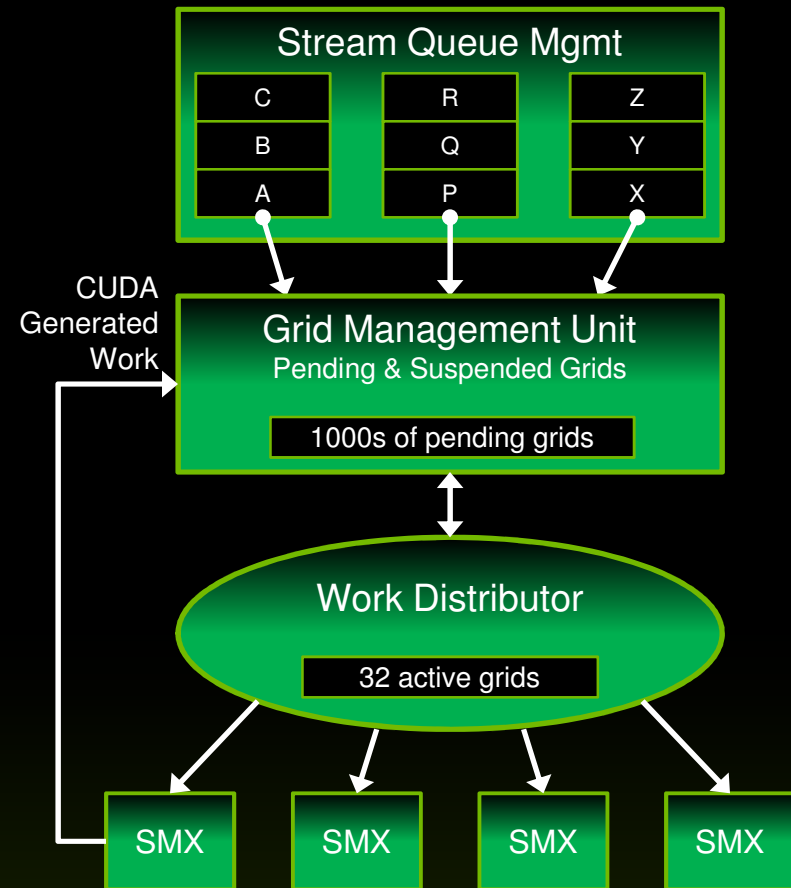 Stream Queue Mgmt
C
R
Z
B
Q
Y
A
P
X
CUDA
Generated
Work
Grid Management Unit
Pending & Suspended Grids
1000s of pending grids
Work Distributor
32 active grids
SMX
SMX
SMX
SMX